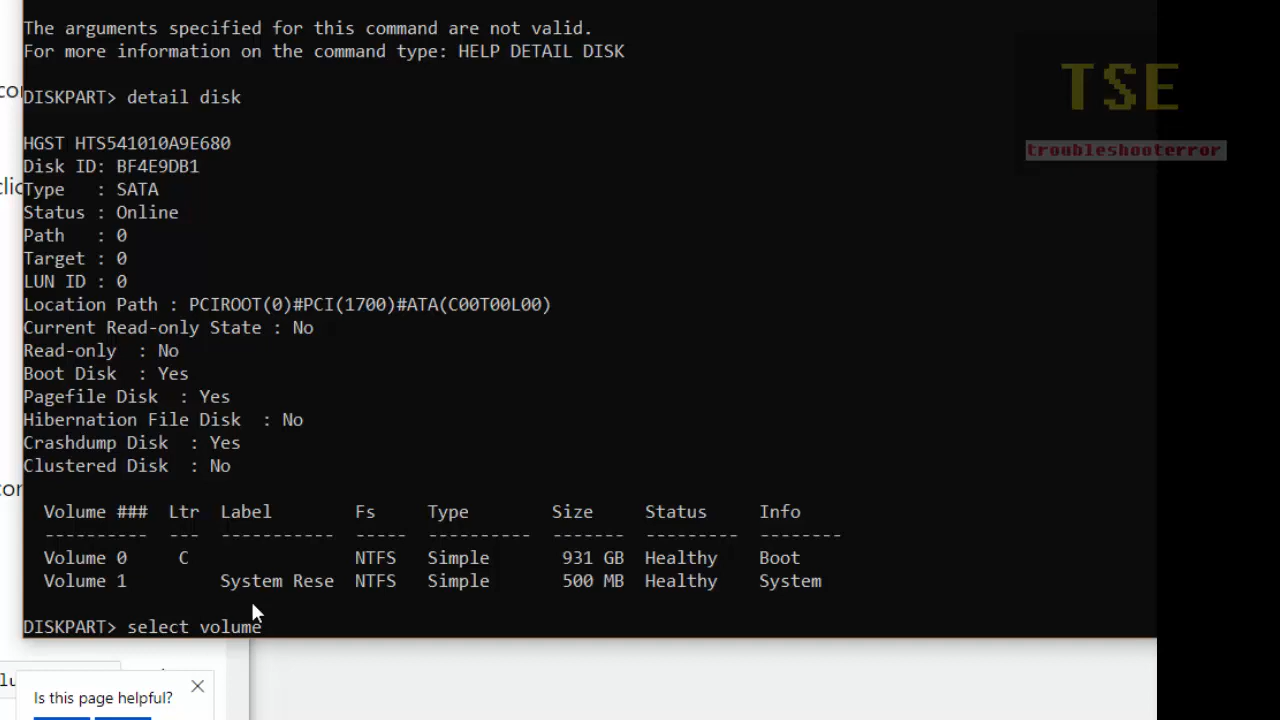 The arguments specified for this command are not valid.
For more information on the command type: HELP DETAIL DISK
TSE
troubleshooterror
DISKPART> detail disk
HGST HTS541010A9E680
Disk ID: BF4E9DB1
Type   : SATA
Status : Online
Path   : 0
Target : 0
LUN ID : 0
Location Path : PCIROOT(0)#PCI(1700)#ATA(C00T00L00)
Current Read-only State : No
Read-only  : No
Boot Disk  : Yes
Pagefile Disk  : Yes
Hibernation File Disk  : No
Crashdump Disk  : Yes
Clustered Disk  : No
Volume ###  Ltr  Label        Fs     Type        Size     Status     Info
----------  ---  -----------  -----  ----------  -------  ---------  --------
Volume 0     C                NTFS   Simple       931 GB  Healthy    Boot
Volume 1         System Rese  NTFS   Simple       500 MB  Healthy    System
DISKPART> select volume
Is this page helpful?